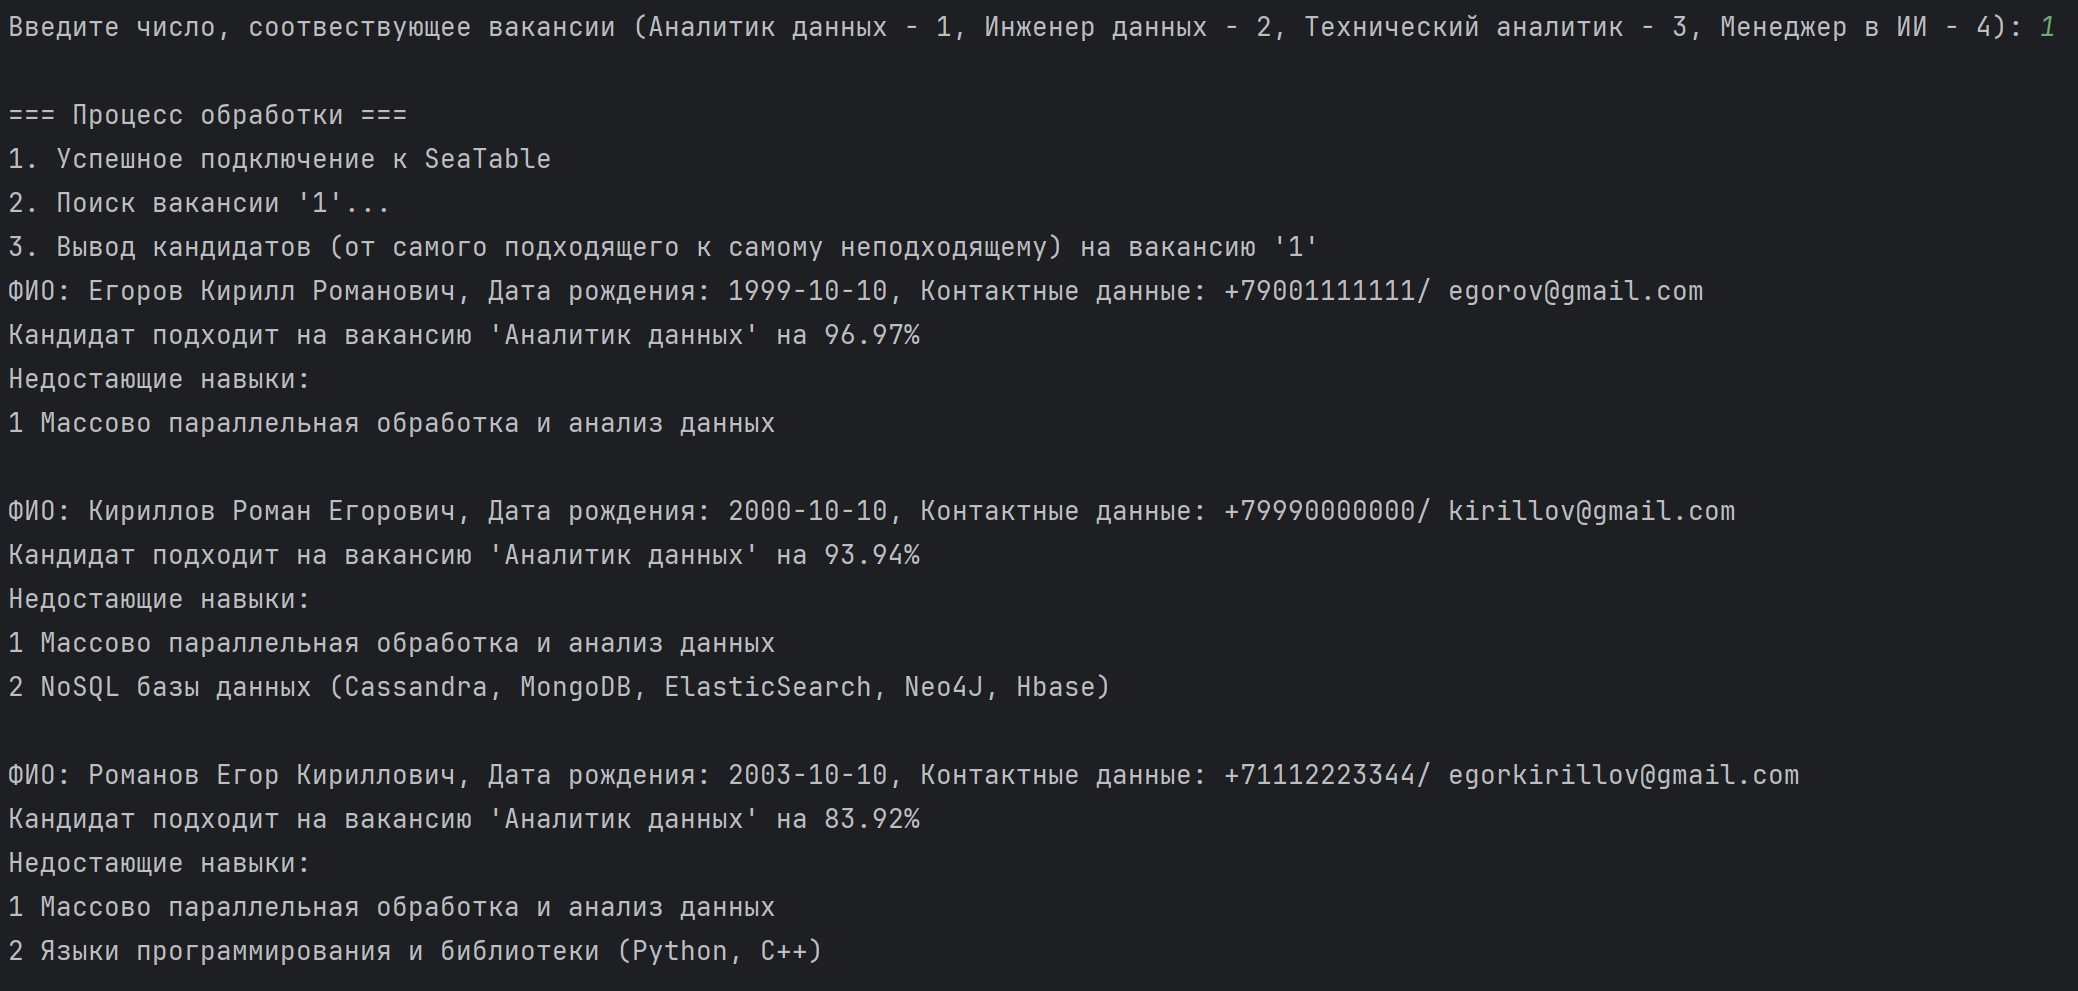 Введите число, соотвествующее вакансии (Аналитик данных - 1, Инженер данных - 2, Технический аналитик - 3, Менеджер в ИИ - 4): 1
=== Процесс обработки ===
1. Успешное подключение к SeaTable
2. Поиск вакансии '1'...
3. Вывод кандидатов (от самого подходящего к самому неподходящему) на вакансию '1'
ФИО: Егоров Кирилл Романович, Дата рождения: 1999-10-10, Контактные данные: +79001111111/ egorov@gmail.com
Кандидат подходит на вакансию 'Аналитик данных' на 96.97%
Недостающие навыки:
1 Массово параллельная обработка и анализ данных
ФИО: Кириллов Роман Егорович, Дата рождения: 2000-10-10, Контактные данные: +79990000000/ kirillov@gmail.com
Кандидат подходит на вакансию 'Аналитик данных' на 93.94%
Недостающие навыки:
1 Массово параллельная обработка и анализ данных
2 NoSQL базы данных (Cassandra, MongoDB, ElasticSearch, Neo4J, Hbase)
ФИО: Романов Егор Кириллович, Дата рождения: 2003-10-10, Контактные данные: +71112223344/ egorkirillov@gmail.com
Кандидат подходит на вакансию 'Аналитик данных' на 83.92%
Недостающие навыки:
1 Массово параллельная обработка и анализ данных
2 Языки программирования и библиотеки (Python, C++)